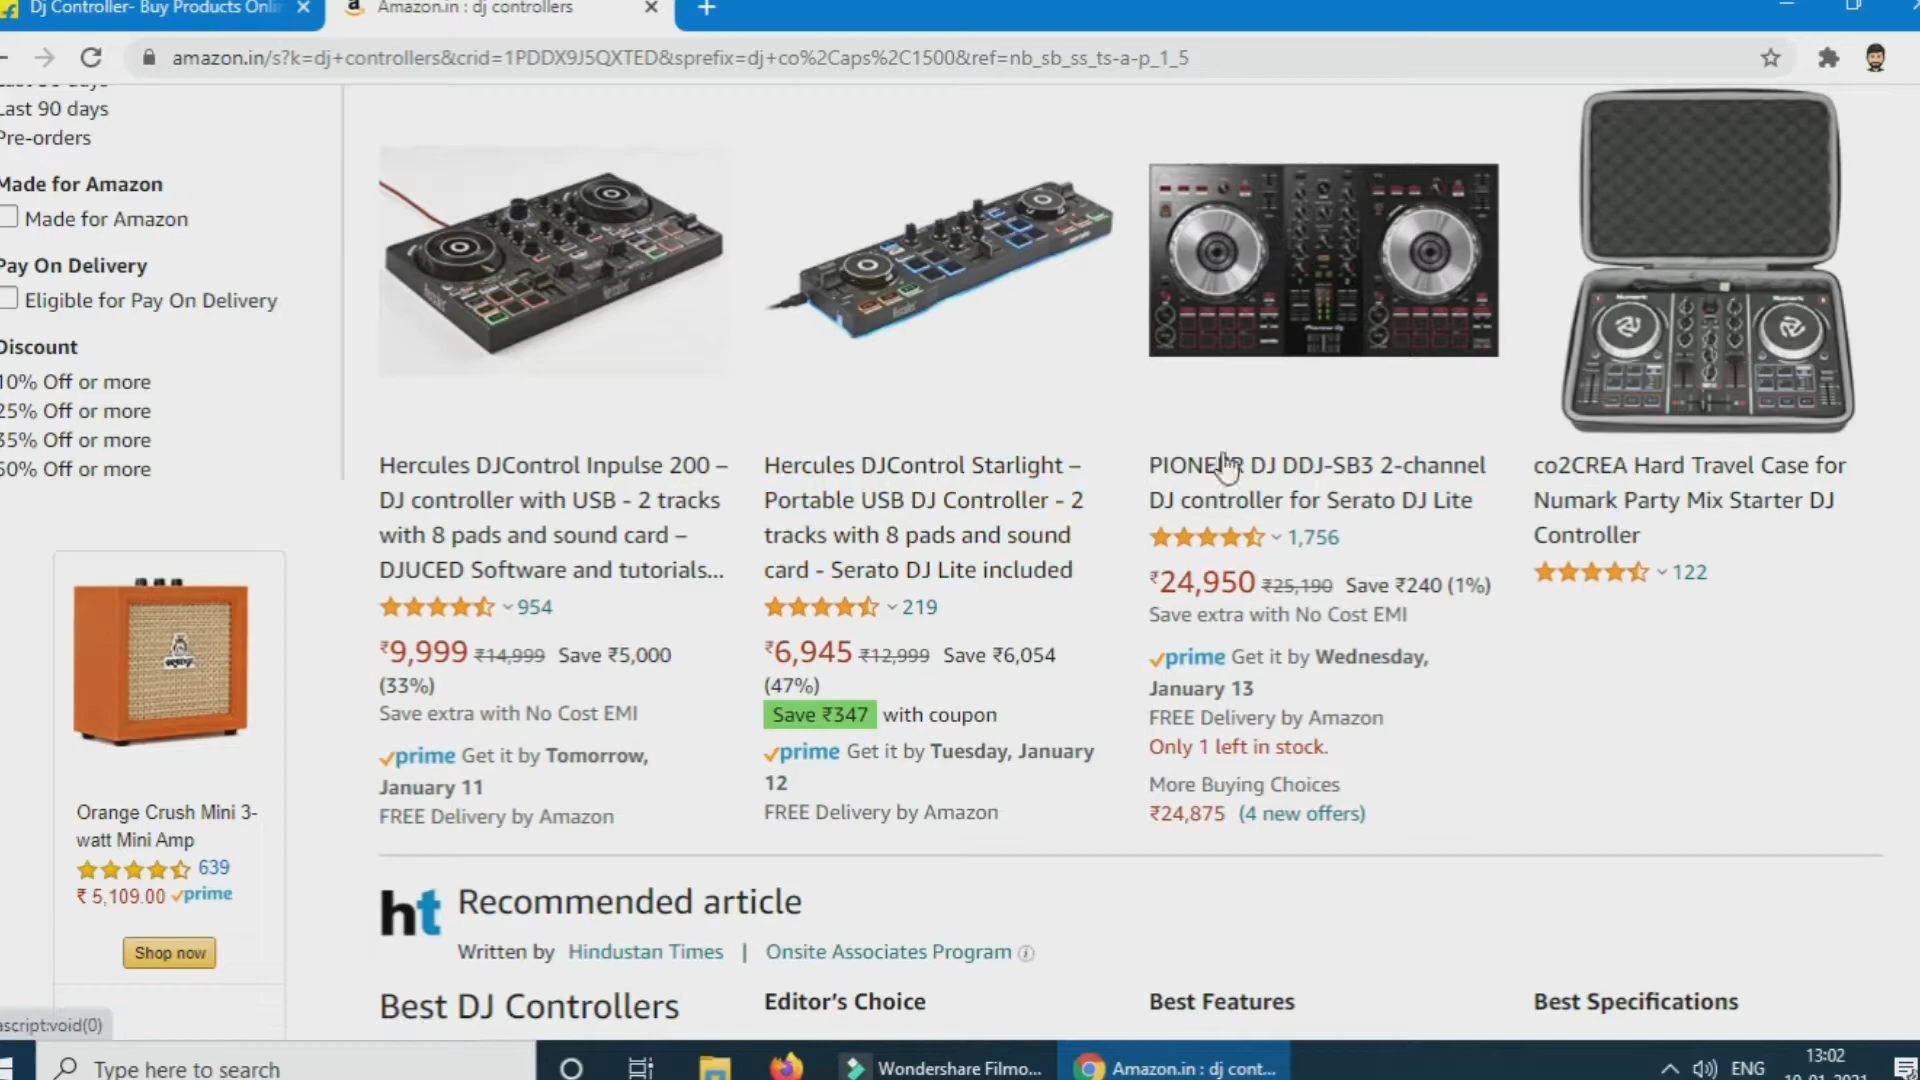 Dj Controller- Buy Products Onli
Amazon.in : dj controllers
amazon.in/s?k=dj+controllers&crid=1PDDX9J5QXTED&sprefix=dj+co%2Caps%2C1500&ref=nb_sb_ss_ts-a-p_1_5
Last 90 days
Pre-orders
Made for Amazon
Made for Amazon
Pay On Delivery
Eligible for Pay On Delivery
Discount
10% Off or more
25% Off or more
35% Off or more
50% Off or more
Orange Crush Mini 3-
watt Mini Amp
639
₹ 5,109.00 prime
Shop now
Hercules DJControl Inpulse 200 –
DJ controller with USB - 2 tracks
with 8 pads and sound card –
DJUCED Software and tutorials...
954
₹9,999 ₹14,999 Save ₹5,000
(33%)
Save extra with No Cost EMI
prime Get it by Tomorrow,
January 11
FREE Delivery by Amazon
Hercules DJControl Starlight –
Portable USB DJ Controller - 2
tracks with 8 pads and sound
card - Serato DJ Lite included
219
₹6,945 ₹12,999 Save ₹6,054
(47%)
Save ₹347 with coupon
prime Get it by Tuesday, January
12
FREE Delivery by Amazon
PIONEER DJ DDJ-SB3 2-channel
DJ controller for Serato DJ Lite
1,756
₹24,950 ₹25,190 Save ₹240 (1%)
Save extra with No Cost EMI
prime Get it by Wednesday,
January 13
FREE Delivery by Amazon
Only 1 left in stock.
More Buying Choices
₹24,875 (4 new offers)
co2CREA Hard Travel Case for
Numark Party Mix Starter DJ
Controller
122
ht Recommended article
Written by Hindustan Times | Onsite Associates Program
Best DJ Controllers
Editor's Choice
Best Features
Best Specifications
ascript:void(0)
Type here to search
Wondershare Filmo...
Amazon.in : dj cont...
ENG
13:02